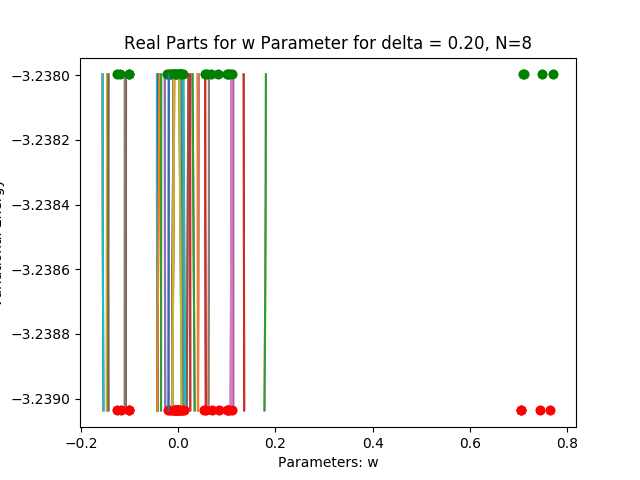 Real Parts for w Parameter for delta = 0.20, N=8
−3.2380
−3.2382
−3.2384
−3.2386
−3.2388
−3.2390
−0.2 0.0 0.2 0.4 0.6 0.8
Parameters: w